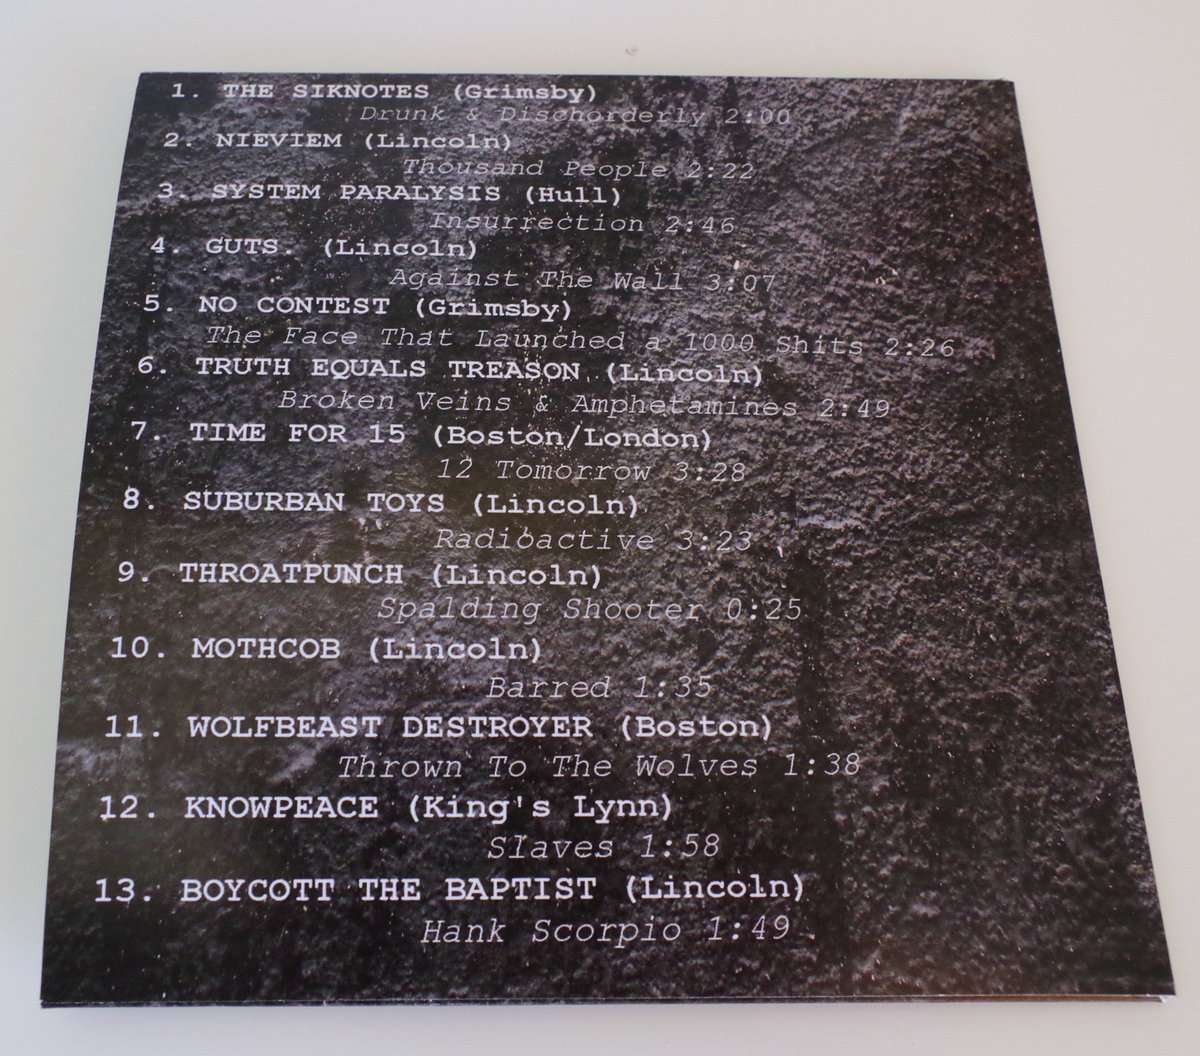 1. THE SIKNOTES (Grimsby)
Drunk & Dischorderly 2:00
2. NIEVIEM (Lincoln)
Thousand People 2:22
3. SYSTEM PARALYSIS (Hull)
Insurrection 2:46
4. GUTS. (Lincoln)
Against The Wall 3:07
5. NO CONTEST (Grimsby)
The Face That Launched a 1000 Shits 2:26
6. TRUTH EQUALS TREASON (Lincoln)
Broken Veins & Amphetamines 2:49
7. TIME FOR 15 (Boston/London)
12 Tomorrow 3:28
8. SUBURBAN TOYS (Lincoln)
Radioactive 3:23
9. THROATPUNCH (Lincoln)
Spalding Shooter 0:25
10. MOTHCOB (Lincoln)
Barred 1:35
11. WOLFBEAST DESTROYER (Boston)
Thrown To The Wolves 1:38
12. KNOWPEACE (King's Lynn)
Slaves 1:58
13. BOYCOTT THE BAPTIST (Lincoln)
Hank Scorpio 1:49